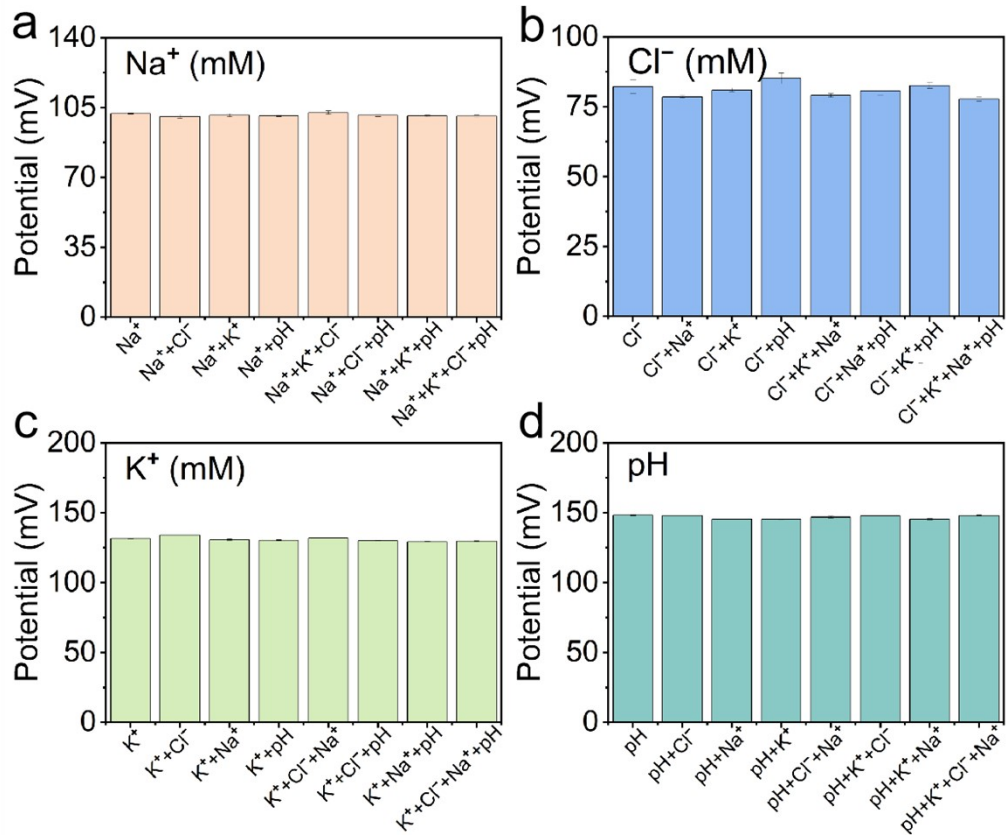 a
Na⁺ (mM)
Potential (mV)
140
105
70
35
0
Na⁺
Na⁺+Cl⁻
Na⁺+K⁺
Na⁺+pH
Na⁺+K⁺+Cl⁻
Na⁺+Cl⁻+pH
Na⁺+K⁺+pH
Na⁺+K⁺+Cl⁻+pH
b
Cl⁻ (mM)
Potential (mV)
100
75
50
25
0
Cl⁻
Cl⁻+Na⁺
Cl⁻+K⁺
Cl⁻+pH
Cl⁻+K⁺+Na⁺
Cl⁻+Na⁺+pH
Cl⁻+K⁺+pH
Cl⁻+K⁺+Na⁺+pH
c
K⁺ (mM)
Potential (mV)
200
150
100
50
0
K⁺
K⁺+Cl⁻
K⁺+Na⁺
K⁺+pH
K⁺+Cl⁻+Na⁺
K⁺+Cl⁻+pH
K⁺+Na⁺+pH
K⁺+Cl⁻+Na⁺+pH
d
pH
Potential (mV)
200
150
100
50
0
pH
pH+Cl⁻
pH+Na⁺
pH+K⁺
pH+Cl⁻+Na⁺
pH+K⁺+Cl⁻
pH+K⁺+Na⁺
pH+K⁺+Cl⁻+Na⁺